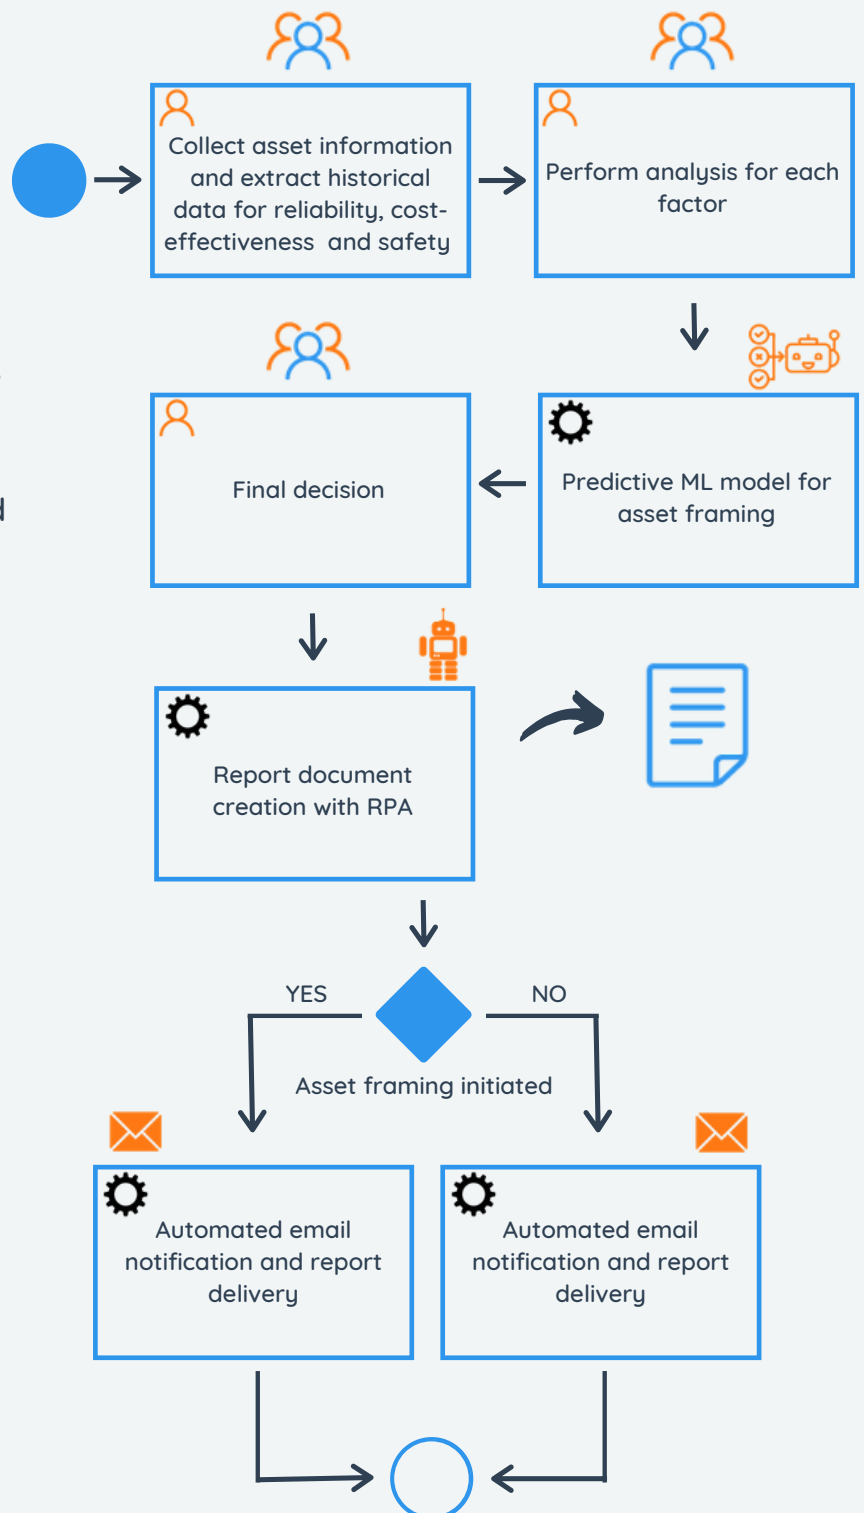 Collect asset information
and extract historical
data for reliability, cost-
effectiveness and safety
Perform analysis for each
factor
Predictive ML model for
asset framing
Final decision
Report document
creation with RPA
YES
NO
Asset framing initiated
Automated email
notification and report
delivery
Automated email
notification and report
delivery